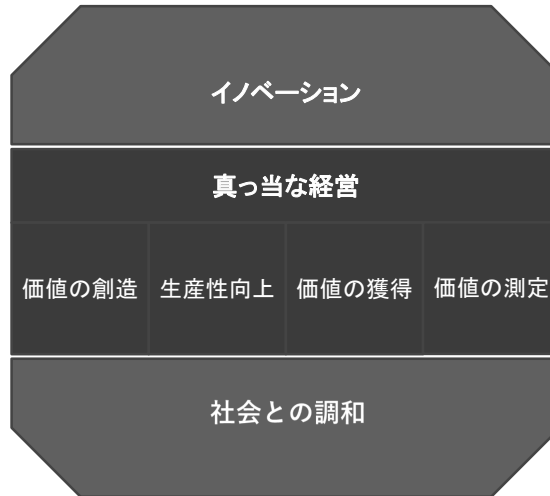 イノベーション
真っ当な経営
価値の創造
生産性向上
価値の獲得
価値の測定
社会との調和